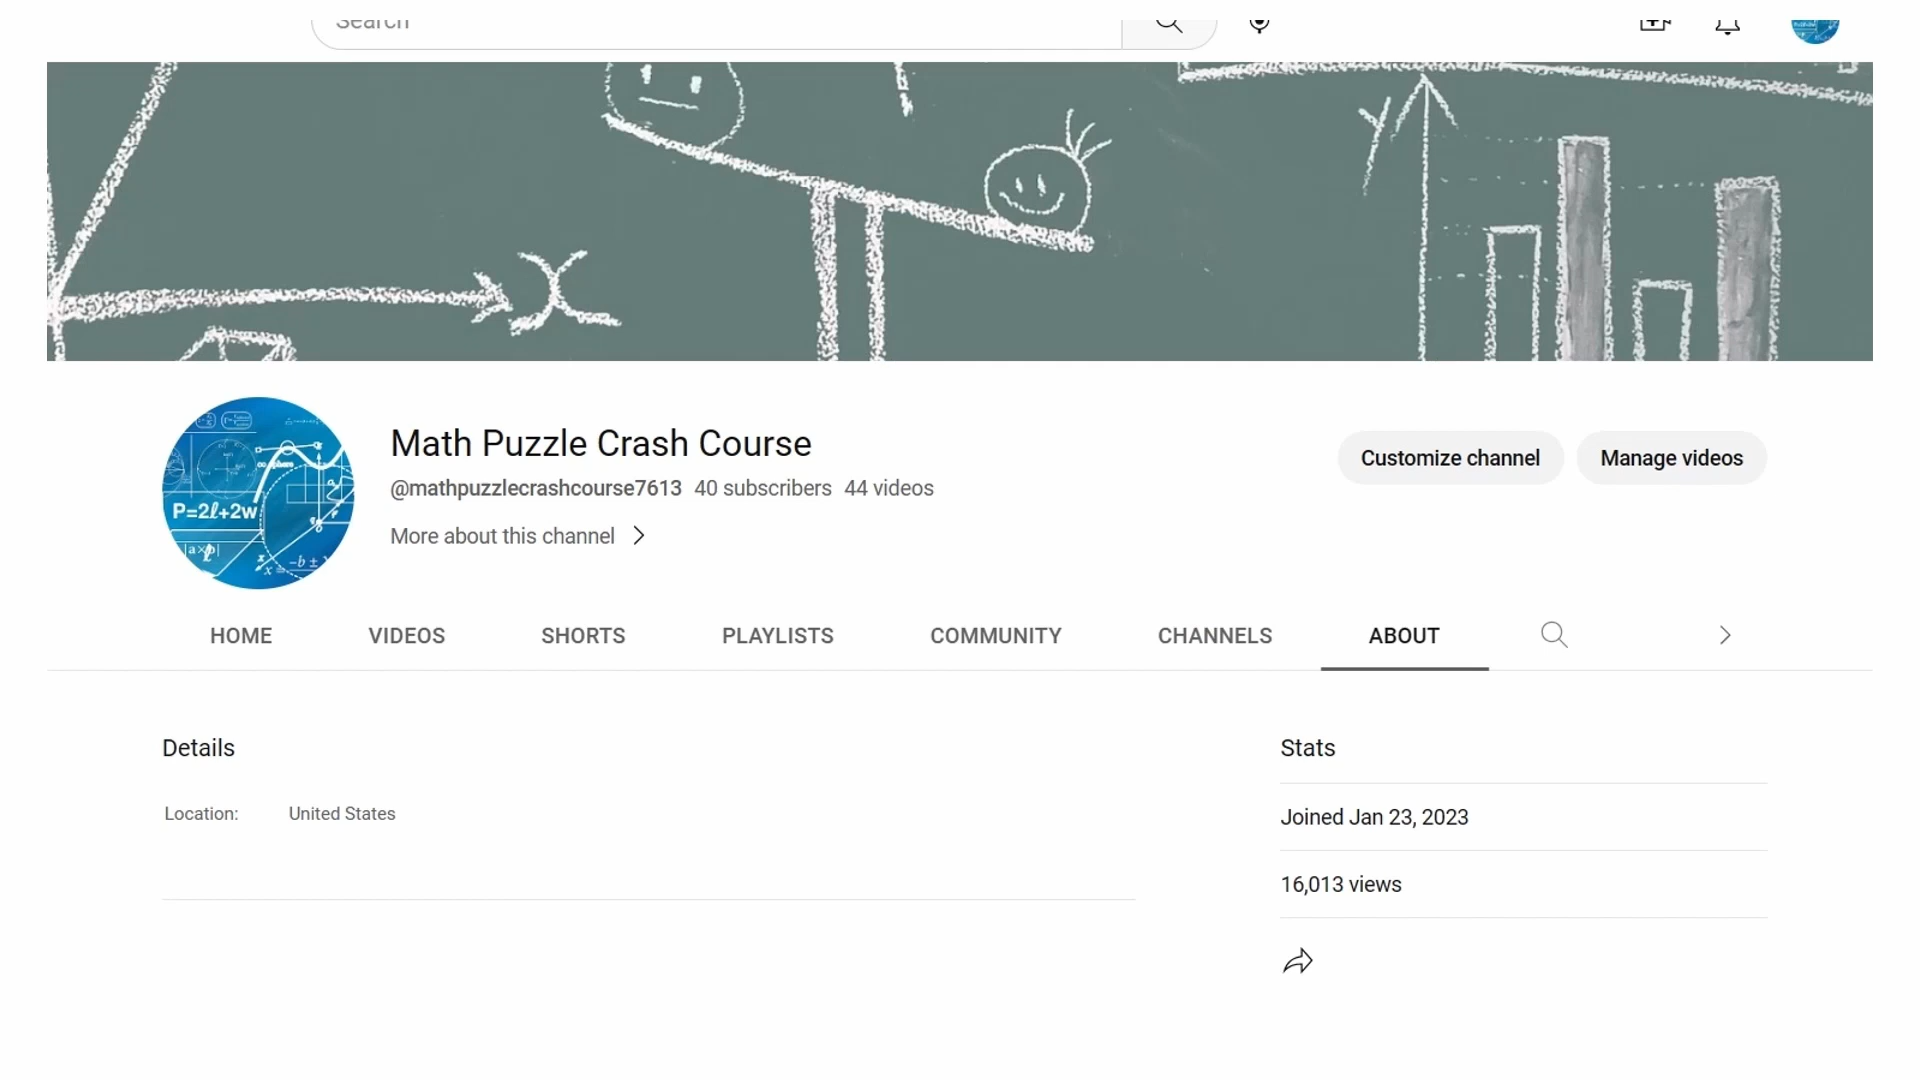 Search
Y
X
P=2ℓ+2w
Math Puzzle Crash Course
@mathpuzzlecrashcourse7613 40 subscribers 44 videos
More about this channel
Customize channel
Manage videos
HOME VIDEOS SHORTS PLAYLISTS COMMUNITY CHANNELS ABOUT
Details
Location: United States
Stats
Joined Jan 23, 2023
16,013 views